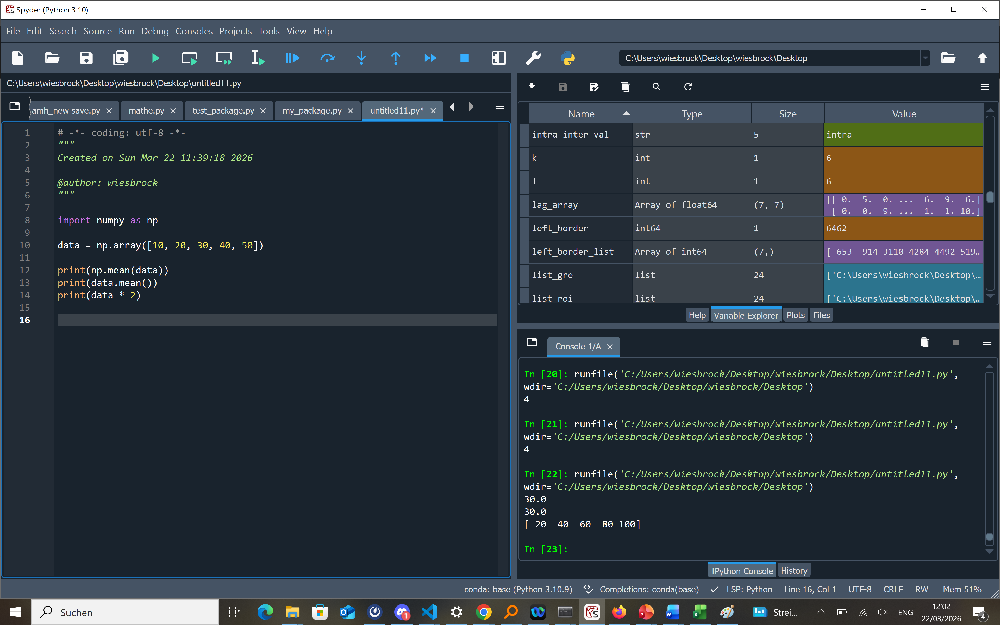 Spyder (Python 3.10)
File Edit Search Source Run Debug Consoles Projects Tools View Help
C:\Users\wiesbrock\Desktop\wiesbrock\Desktop
C:\Users\wiesbrock\Desktop\wiesbrock\Desktop\untitled11.py
amh_new save.py mathe.py test_package.py my_package.py untitled11.py*
1 # -*- coding: utf-8 -*-
2 """
3 Created on Sun Mar 22 11:39:18 2026
4
5 @author: wiesbrock
6 """
7
8 import numpy as np
9
10 data = np.array([10, 20, 30, 40, 50])
11
12 print(np.mean(data))
13 print(data.mean())
14 print(data * 2)
15
16
Name Type Size Value
intra_inter_val str 5 intra
k int 1 6
l int 1 6
lag_array Array of float64 (7, 7) [[ 0. 5. 0. ... 6. 9. 6.]
[ 0. 0. 9. ... 1. 1. 10.]
left_border int64 1 6462
left_border_list Array of int64 (7,) [ 653 914 3110 4284 4492 519...
list_gre list 24 ['C:\Users\wiesbrock\Desktop\...
list_roi list 24 ['C:\Users\wiesbrock\Desktop\...
Help Variable Explorer Plots Files
Console 1/A
In [20]: runfile('C:/Users/wiesbrock/Desktop/wiesbrock/Desktop/untitled11.py',
wdir='C:/Users/wiesbrock/Desktop/wiesbrock/Desktop')
4
In [21]: runfile('C:/Users/wiesbrock/Desktop/wiesbrock/Desktop/untitled11.py',
wdir='C:/Users/wiesbrock/Desktop/wiesbrock/Desktop')
4
In [22]: runfile('C:/Users/wiesbrock/Desktop/wiesbrock/Desktop/untitled11.py',
wdir='C:/Users/wiesbrock/Desktop/wiesbrock/Desktop')
30.0
30.0
[ 20 40 60 80 100]
In [23]:
IPython Console History
conda: base (Python 3.10.9) Completions: conda(base) LSP: Python Line 16, Col 1 UTF-8 CRLF RW Mem 51%
Suchen
1
Strei...
ENG
12:02
22/03/2026
4